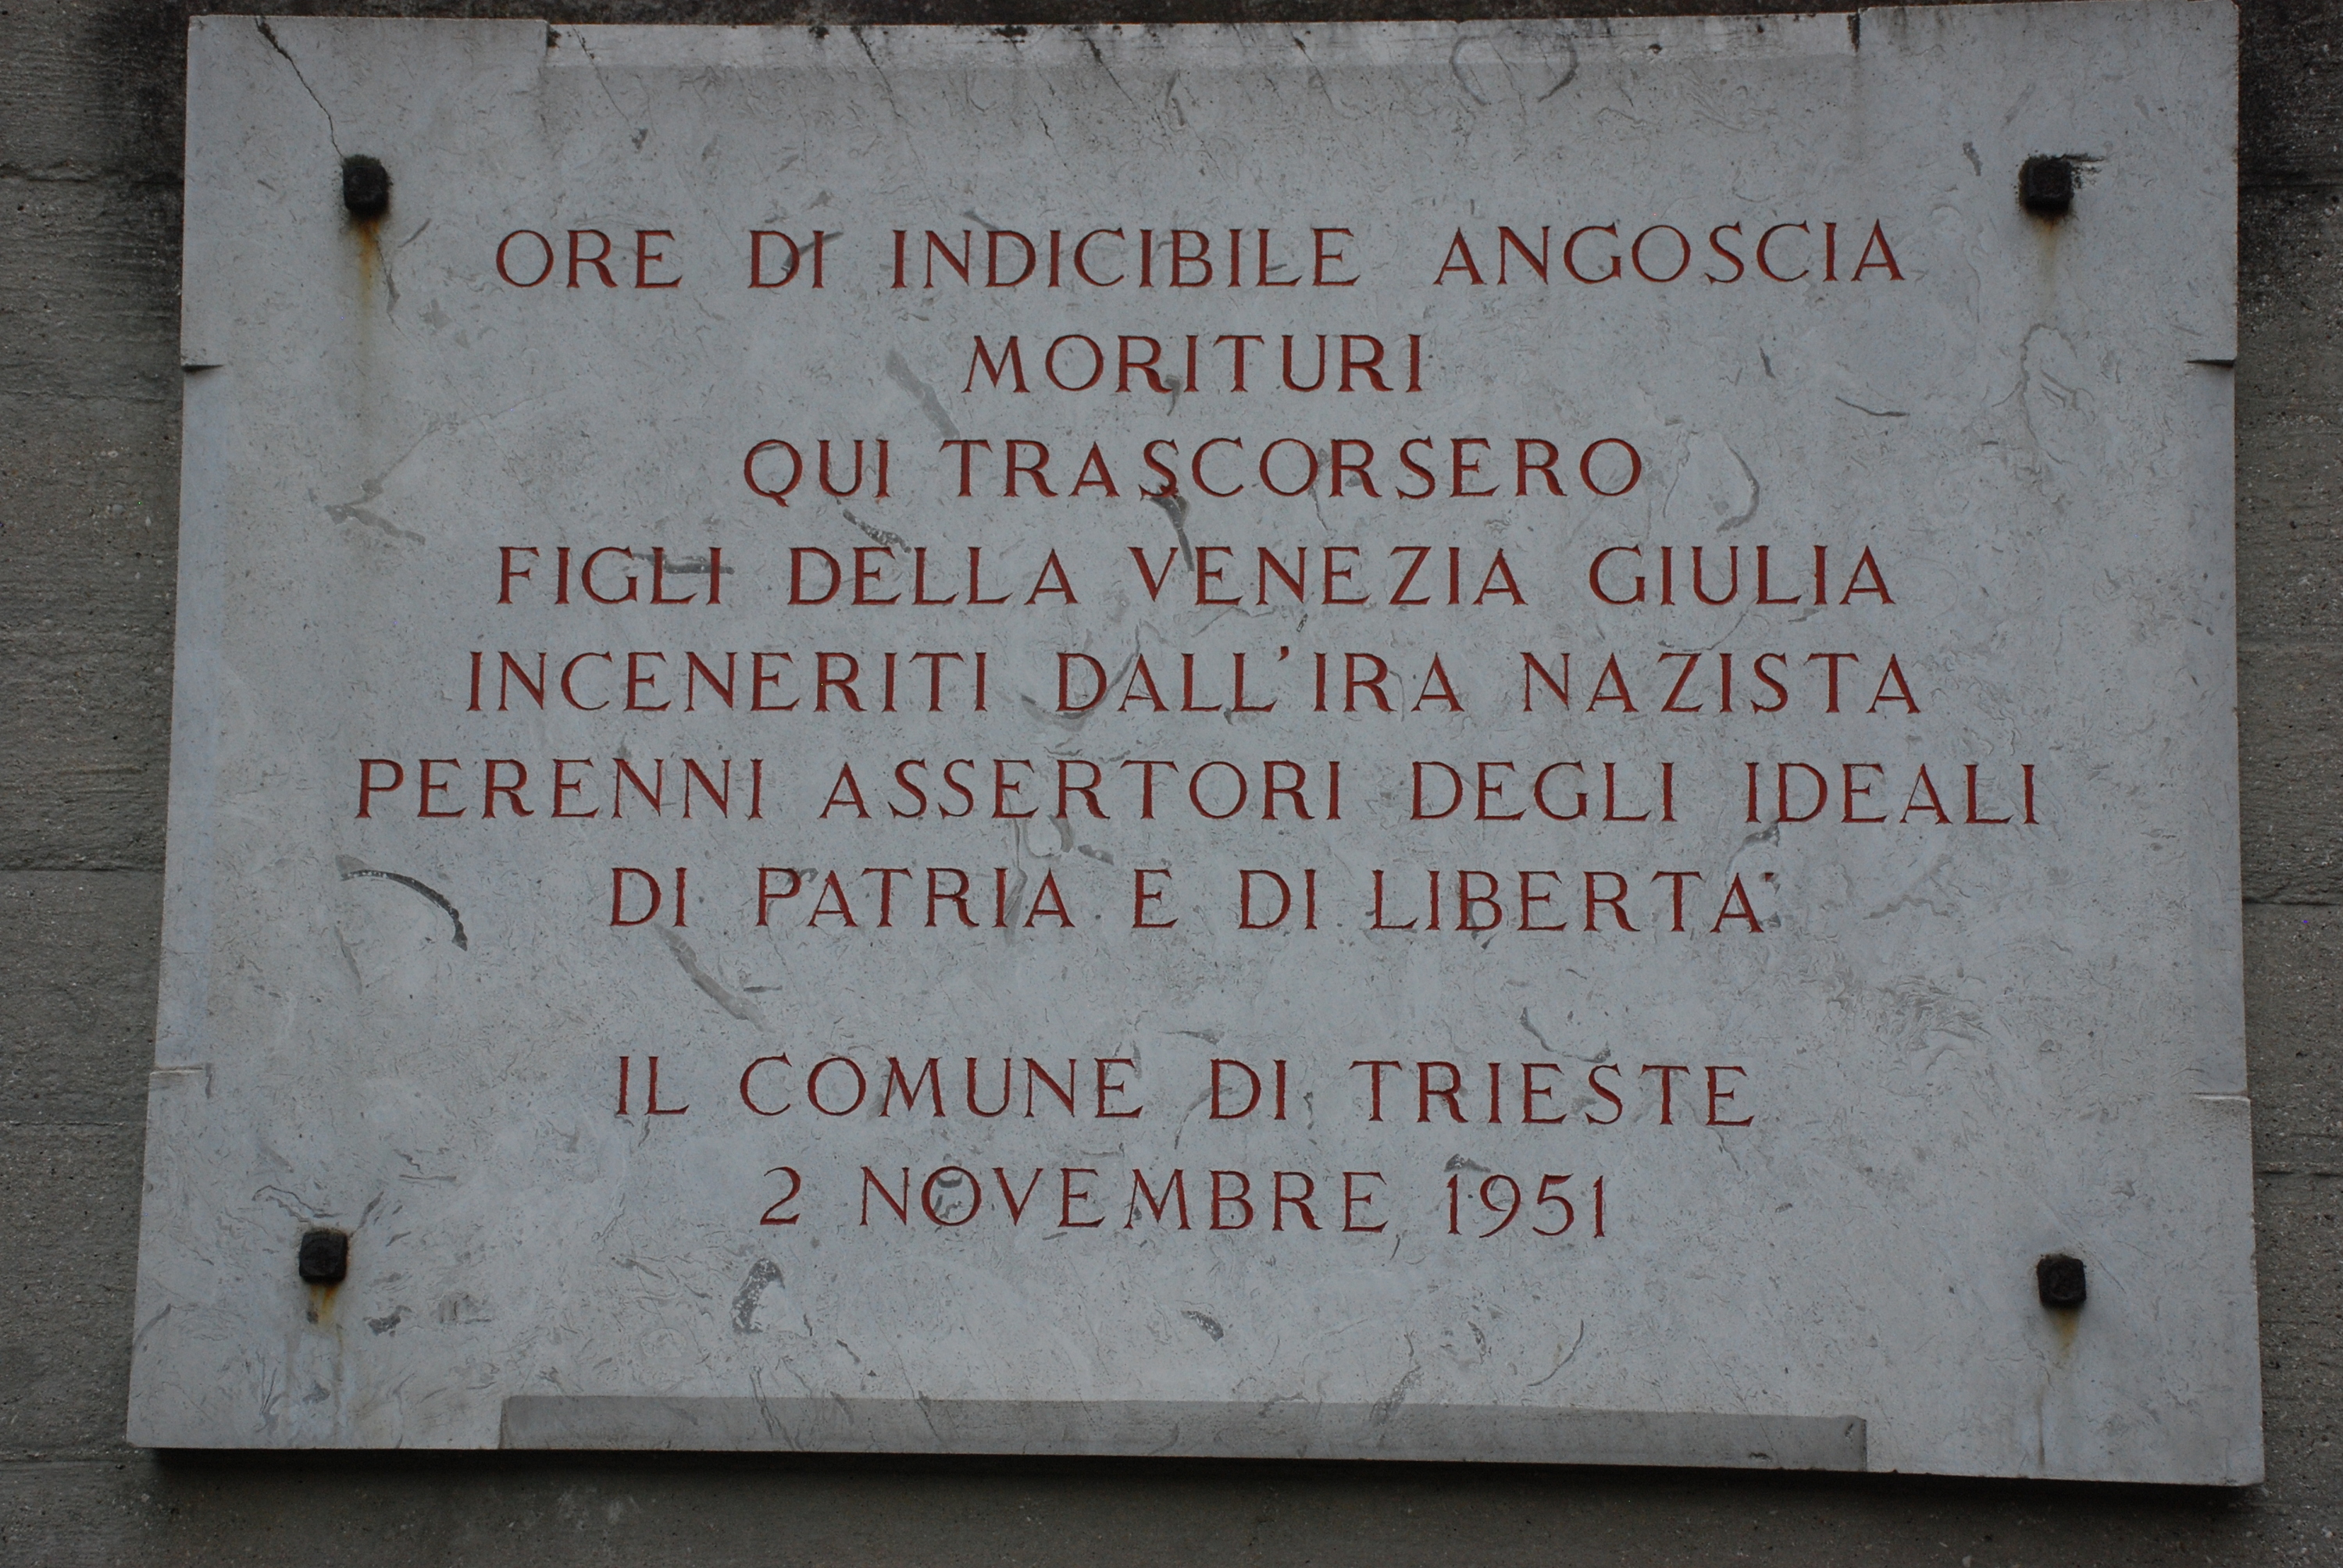 ORE DI INDICIBILE ANGOSCIA
MORITURI
QUI TRASCORSERO
FIGLI DELLA VENEZIA GIULIA
INCENERITI DALL'IRA NAZISTA
PERENNI ASSERTORI DEGLI IDEALI
DI PATRIA E DI LIBERTA'
IL COMUNE DI TRIESTE
2 NOVEMBRE 1951